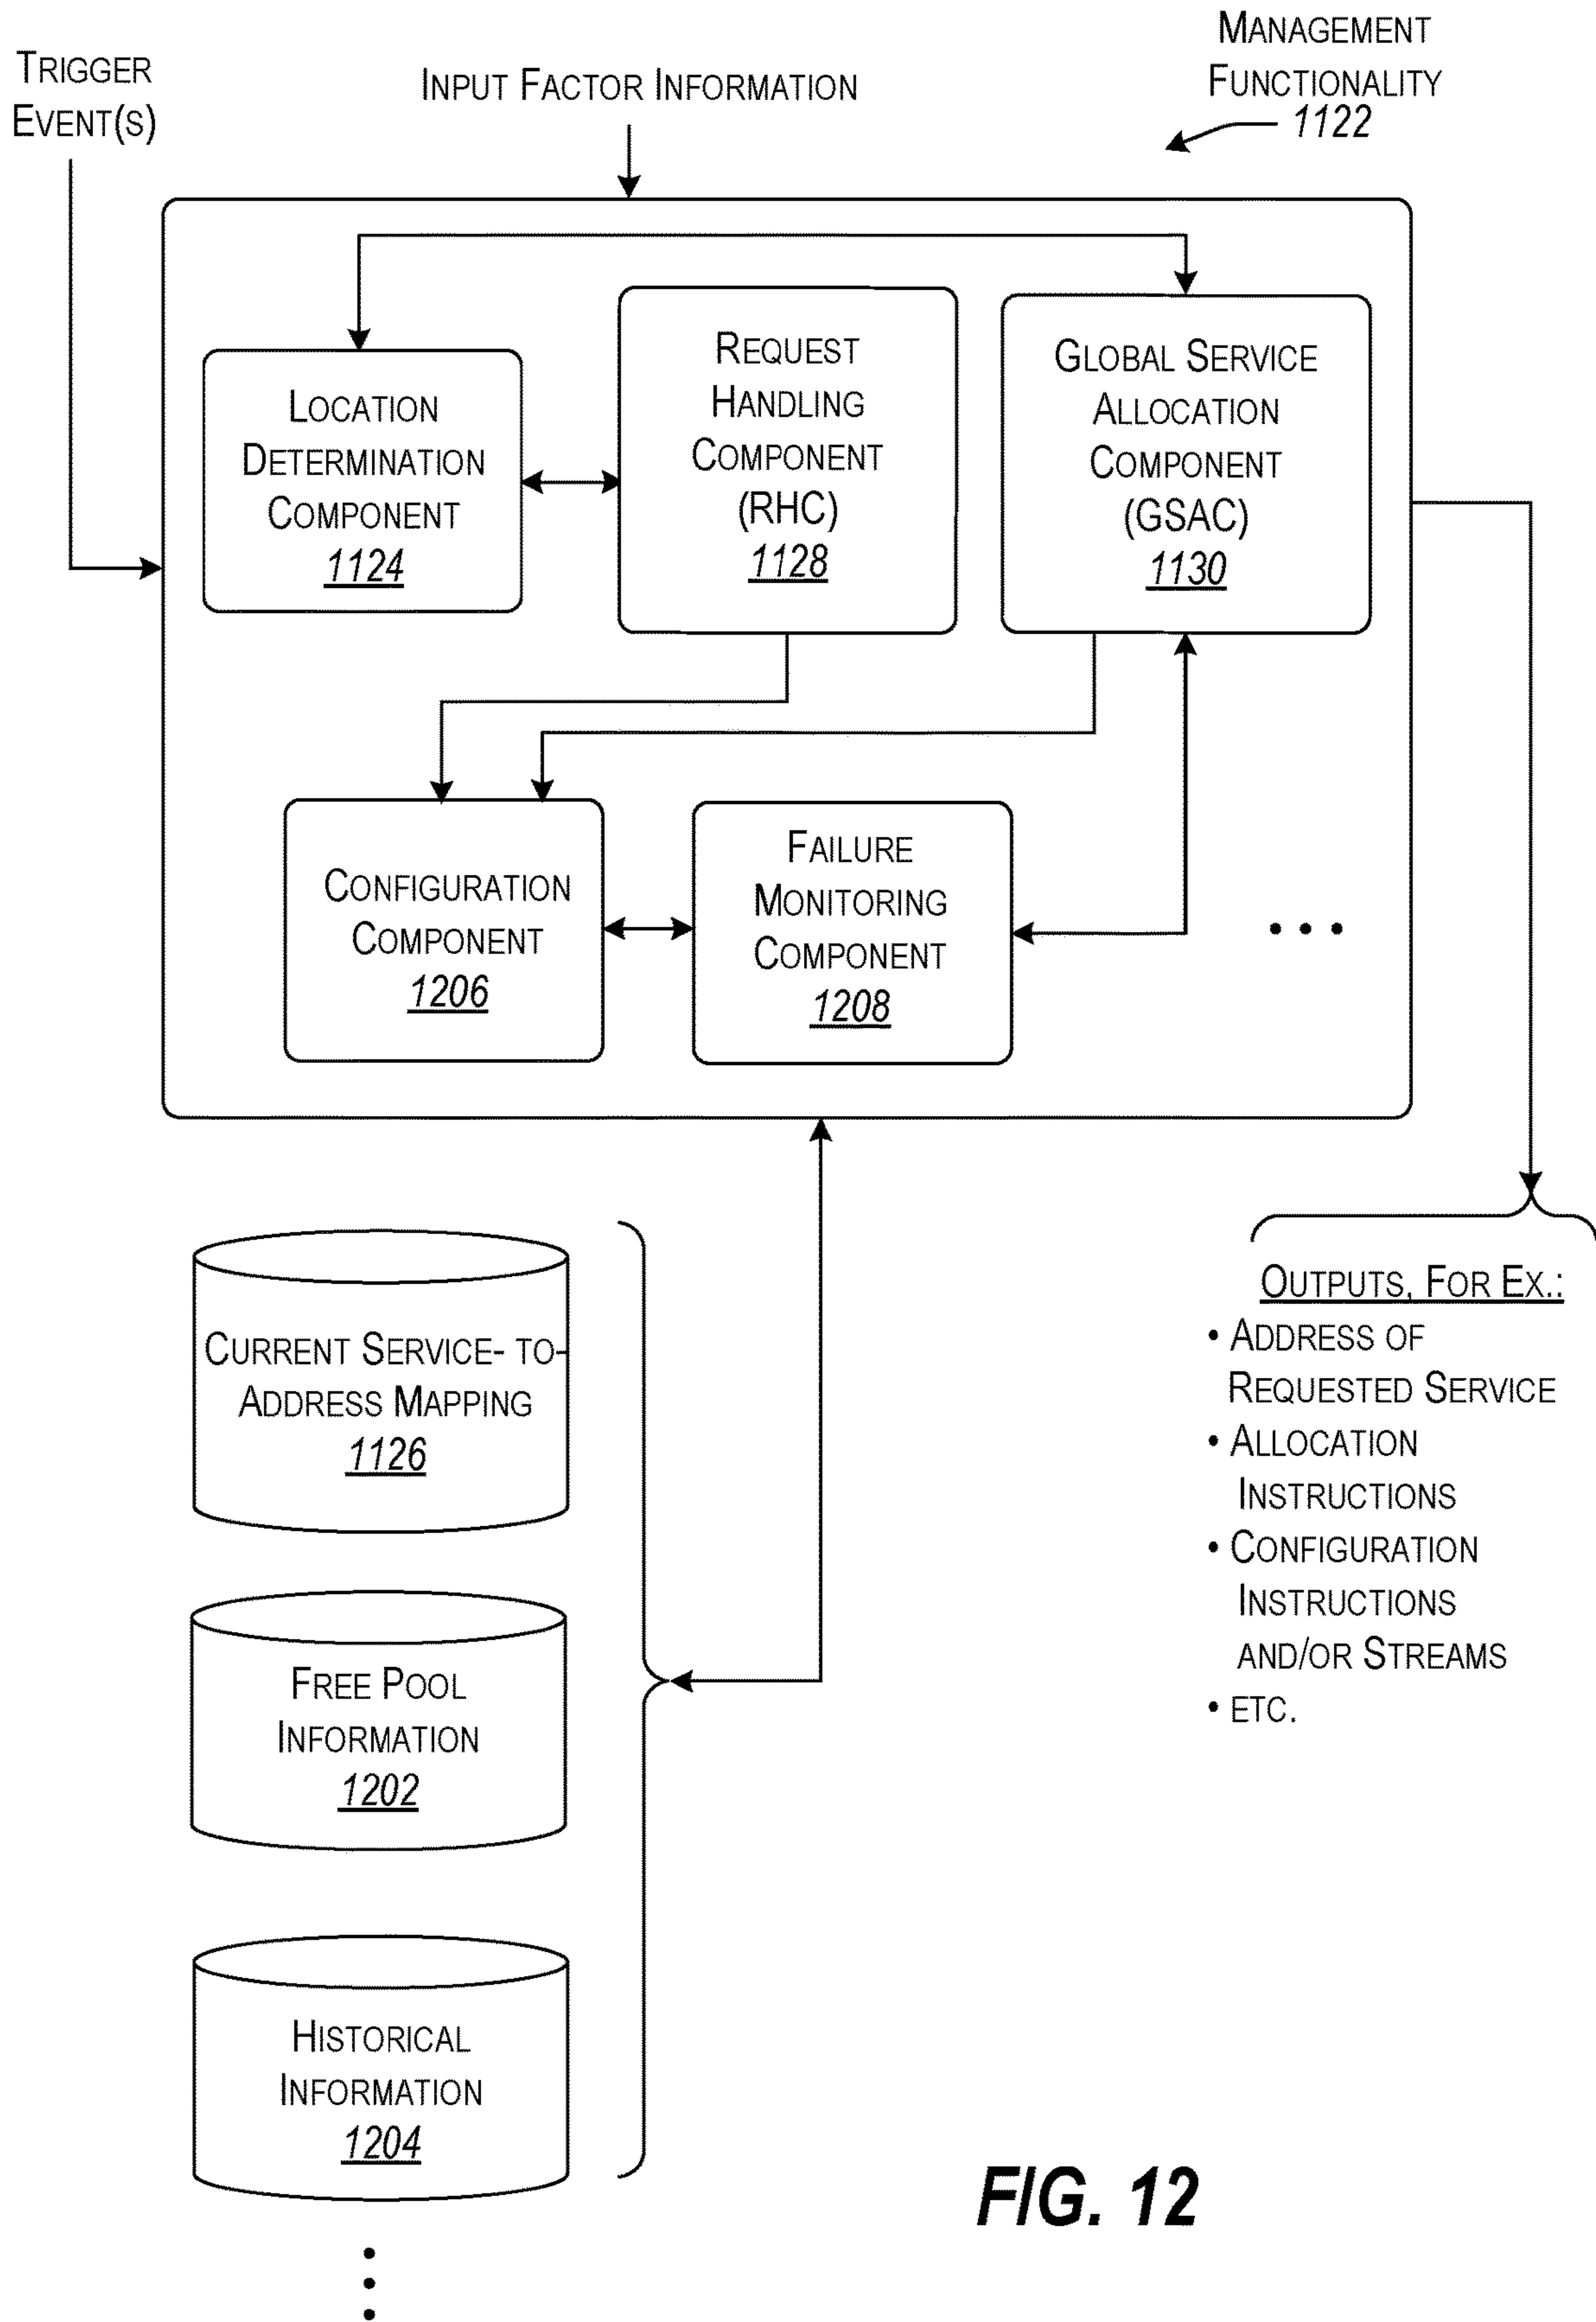 MANAGEMENT
FUNCTIONALITY
1122
TRIGGER
EVENT(S)
INPUT FACTOR INFORMATION
LOCATION
DETERMINATION
COMPONENT
1124
REQUEST
HANDLING
COMPONENT
(RHC)
1128
GLOBAL SERVICE
ALLOCATION
COMPONENT
(GSAC)
1130
CONFIGURATION
COMPONENT
1206
FAILURE
MONITORING
COMPONENT
1208
• • •
CURRENT SERVICE- TO-
ADDRESS MAPPING
1126
FREE POOL
INFORMATION
1202
HISTORICAL
INFORMATION
1204
OUTPUTS, FOR EX.:
• ADDRESS OF
REQUESTED SERVICE
• ALLOCATION
INSTRUCTIONS
• CONFIGURATION
INSTRUCTIONS
AND/OR STREAMS
• ETC.
FIG. 12